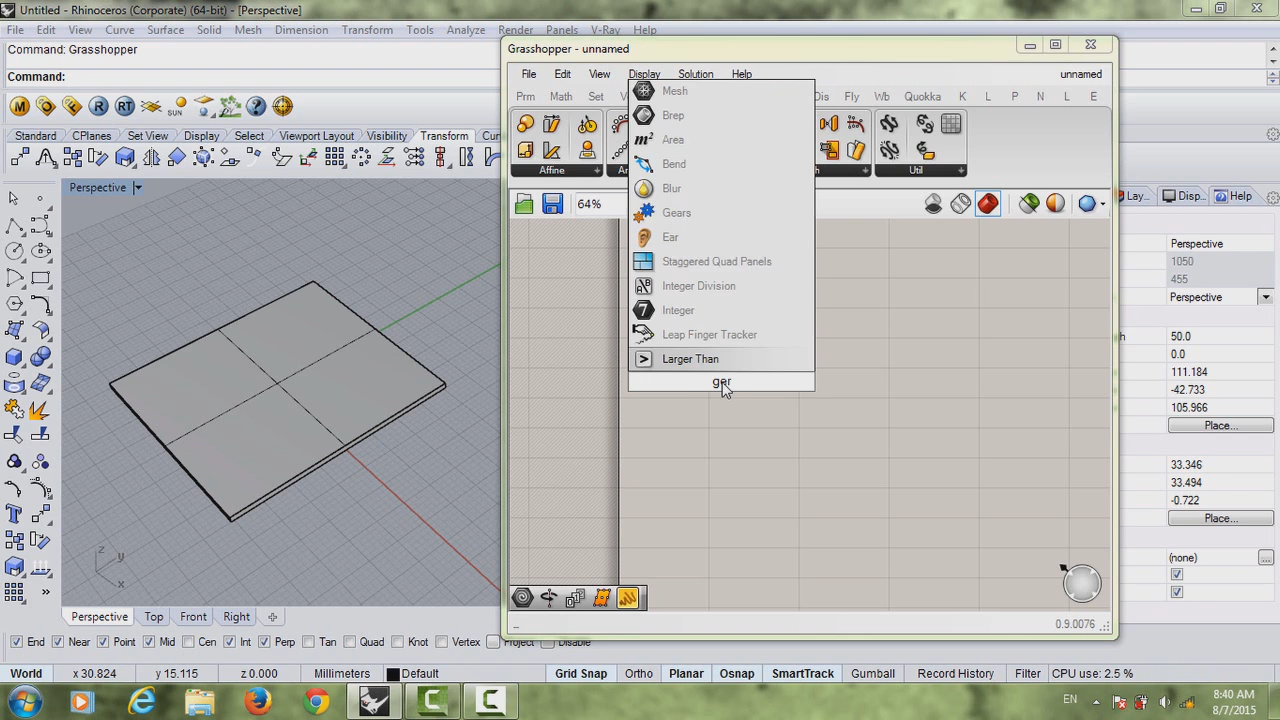 Untitled - Rhinoceros (Corporate) (64-bit) - [Perspective]
File Edit View Curve Surface Solid Mesh Dimension Transform Tools Analyze Render Panels V-Ray Help
Command: Grasshopper
Command:
Standard CPlanes Set View Display Select Viewport Layout Visibility Transform
Perspective
Grasshopper - unnamed
File Edit View Display Solution Help unnamed
Prm Math Set Dis Fly Wb Quokka K L P N L E
Affine Util
64%
Mesh
Brep
Area
Bend
Blur
Gears
Ear
Staggered Quad Panels
Integer Division
Integer
Leap Finger Tracker
Larger Than
ger
0.9.0076
Lay... Disp... Help
Perspective
1050
455
Perspective
50.0
0.0
111.184
-42.733
105.966
Place...
33.346
33.494
-0.722
Place...
(none) ...
z
y
x
Perspective Top Front Right
End Near Point Mid Cen Int Perp Tan Quad Knot Vertex Project Disable
World x 30.824 y 15.115 z 0.000 Millimeters Default Grid Snap Ortho Planar Osnap SmartTrack Gumball Record History Filter CPU use: 2.5 %
EN 8:40 AM
8/7/2015